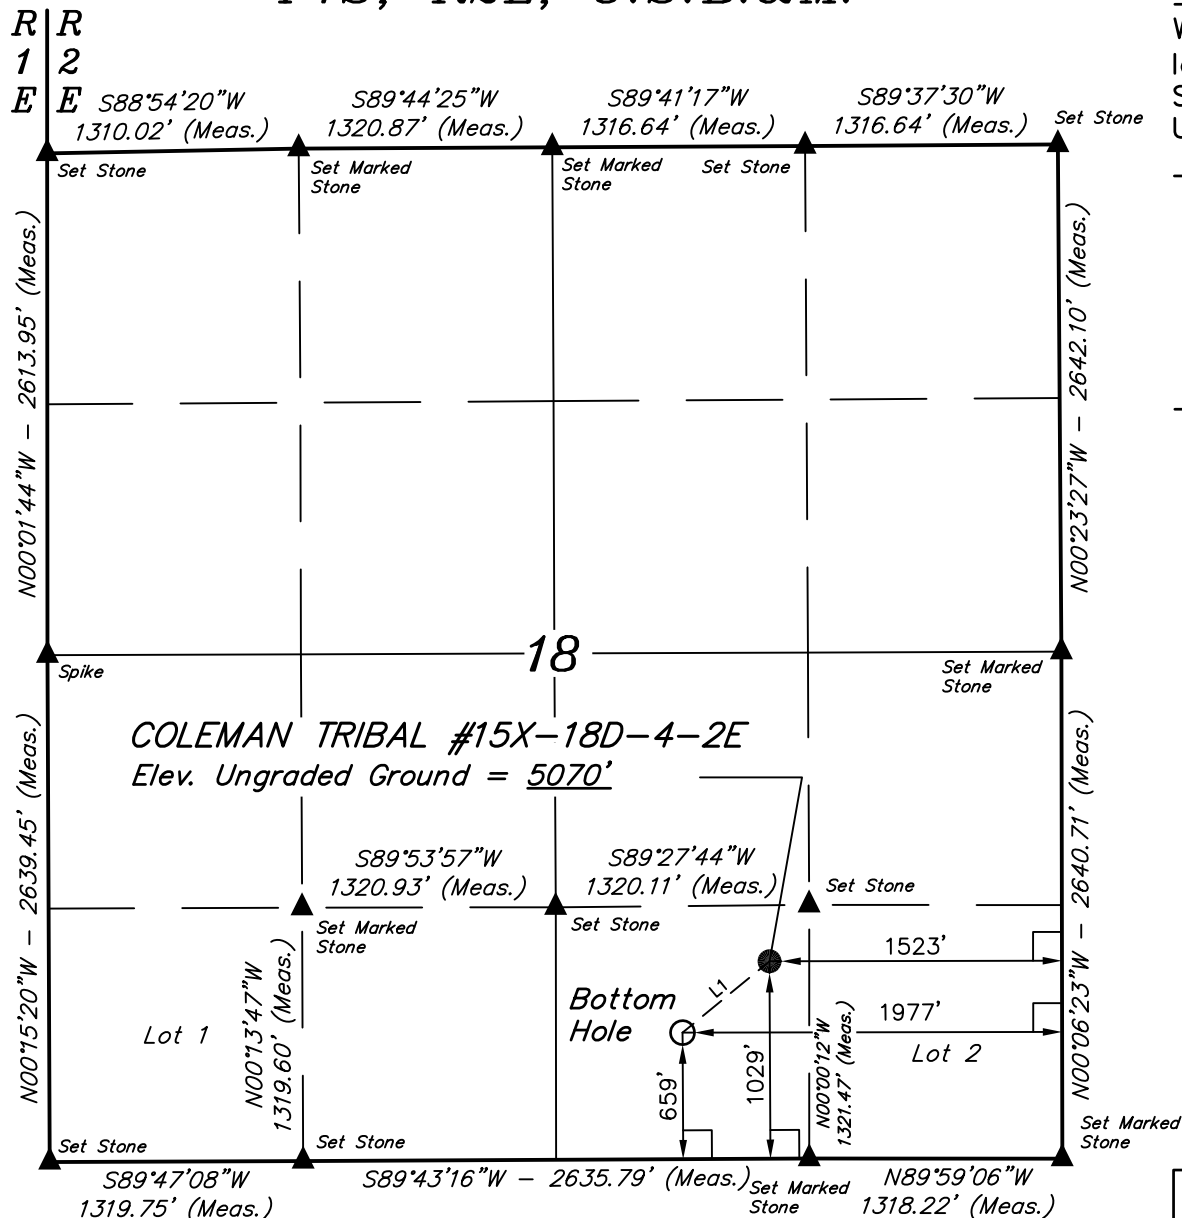 R R
1 2
E E
S88°54'20"W
1310.02' (Meas.)
S89°44'25"W
1320.87' (Meas.)
S89°41'17"W
1316.64' (Meas.)
S89°37'30"W
1316.64' (Meas.)
Set Stone
Set Stone
Set Marked
Stone
Set Marked
Stone
Set Stone
N00°01'44"W – 2613.95' (Meas.)
N00°23'27"W – 2642.10' (Meas.)
18
Spike
Set Marked
Stone
COLEMAN TRIBAL #15X-18D-4-2E
Elev. Ungraded Ground = 5070'
N00°15'20"W – 2639.45' (Meas.)
N00°06'23"W – 2640.71' (Meas.)
S89°53'57"W
1320.93' (Meas.)
S89°27'44"W
1320.11' (Meas.)
Set Stone
Set Marked
Stone
Set Stone
1523'
L1
Bottom
Hole
1977'
Lot 1
N00°13'47"W
1319.60' (Meas.)
Lot 2
659'
1029'
N00°00'12"W
1321.47' (Meas.)
Set Stone
Set Stone
Set Marked
Stone
S89°47'08"W
1319.75' (Meas.)
S89°43'16"W – 2635.79' (Meas.)
Set Marked
Stone
N89°59'06"W
1318.22' (Meas.)